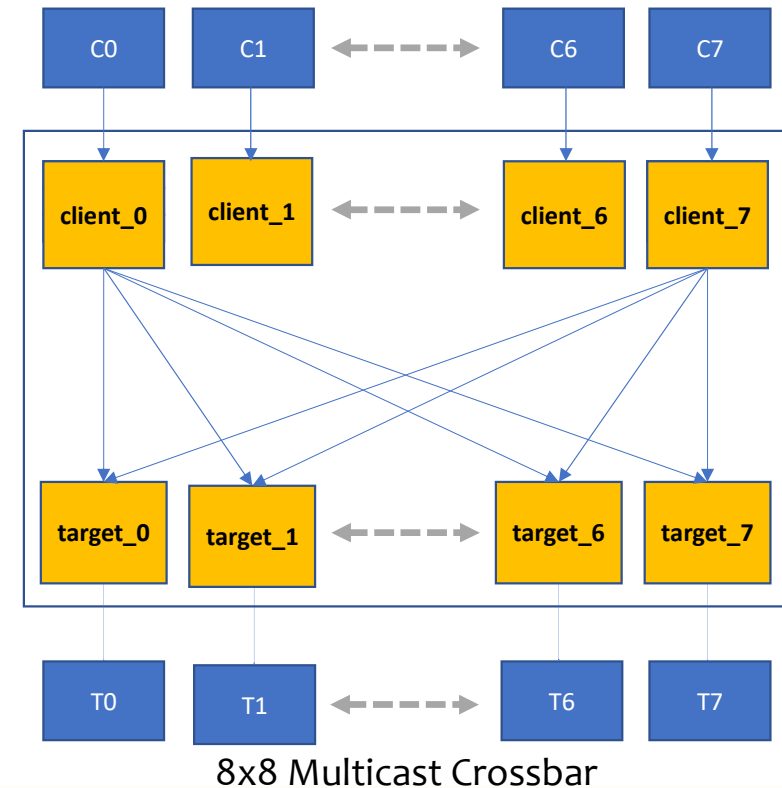 C0
C1
C6
C7
client_0
client_1
client_6
client_7
target_0
target_1
target_6
target_7
T0
T1
T6
T7
8x8 Multicast Crossbar